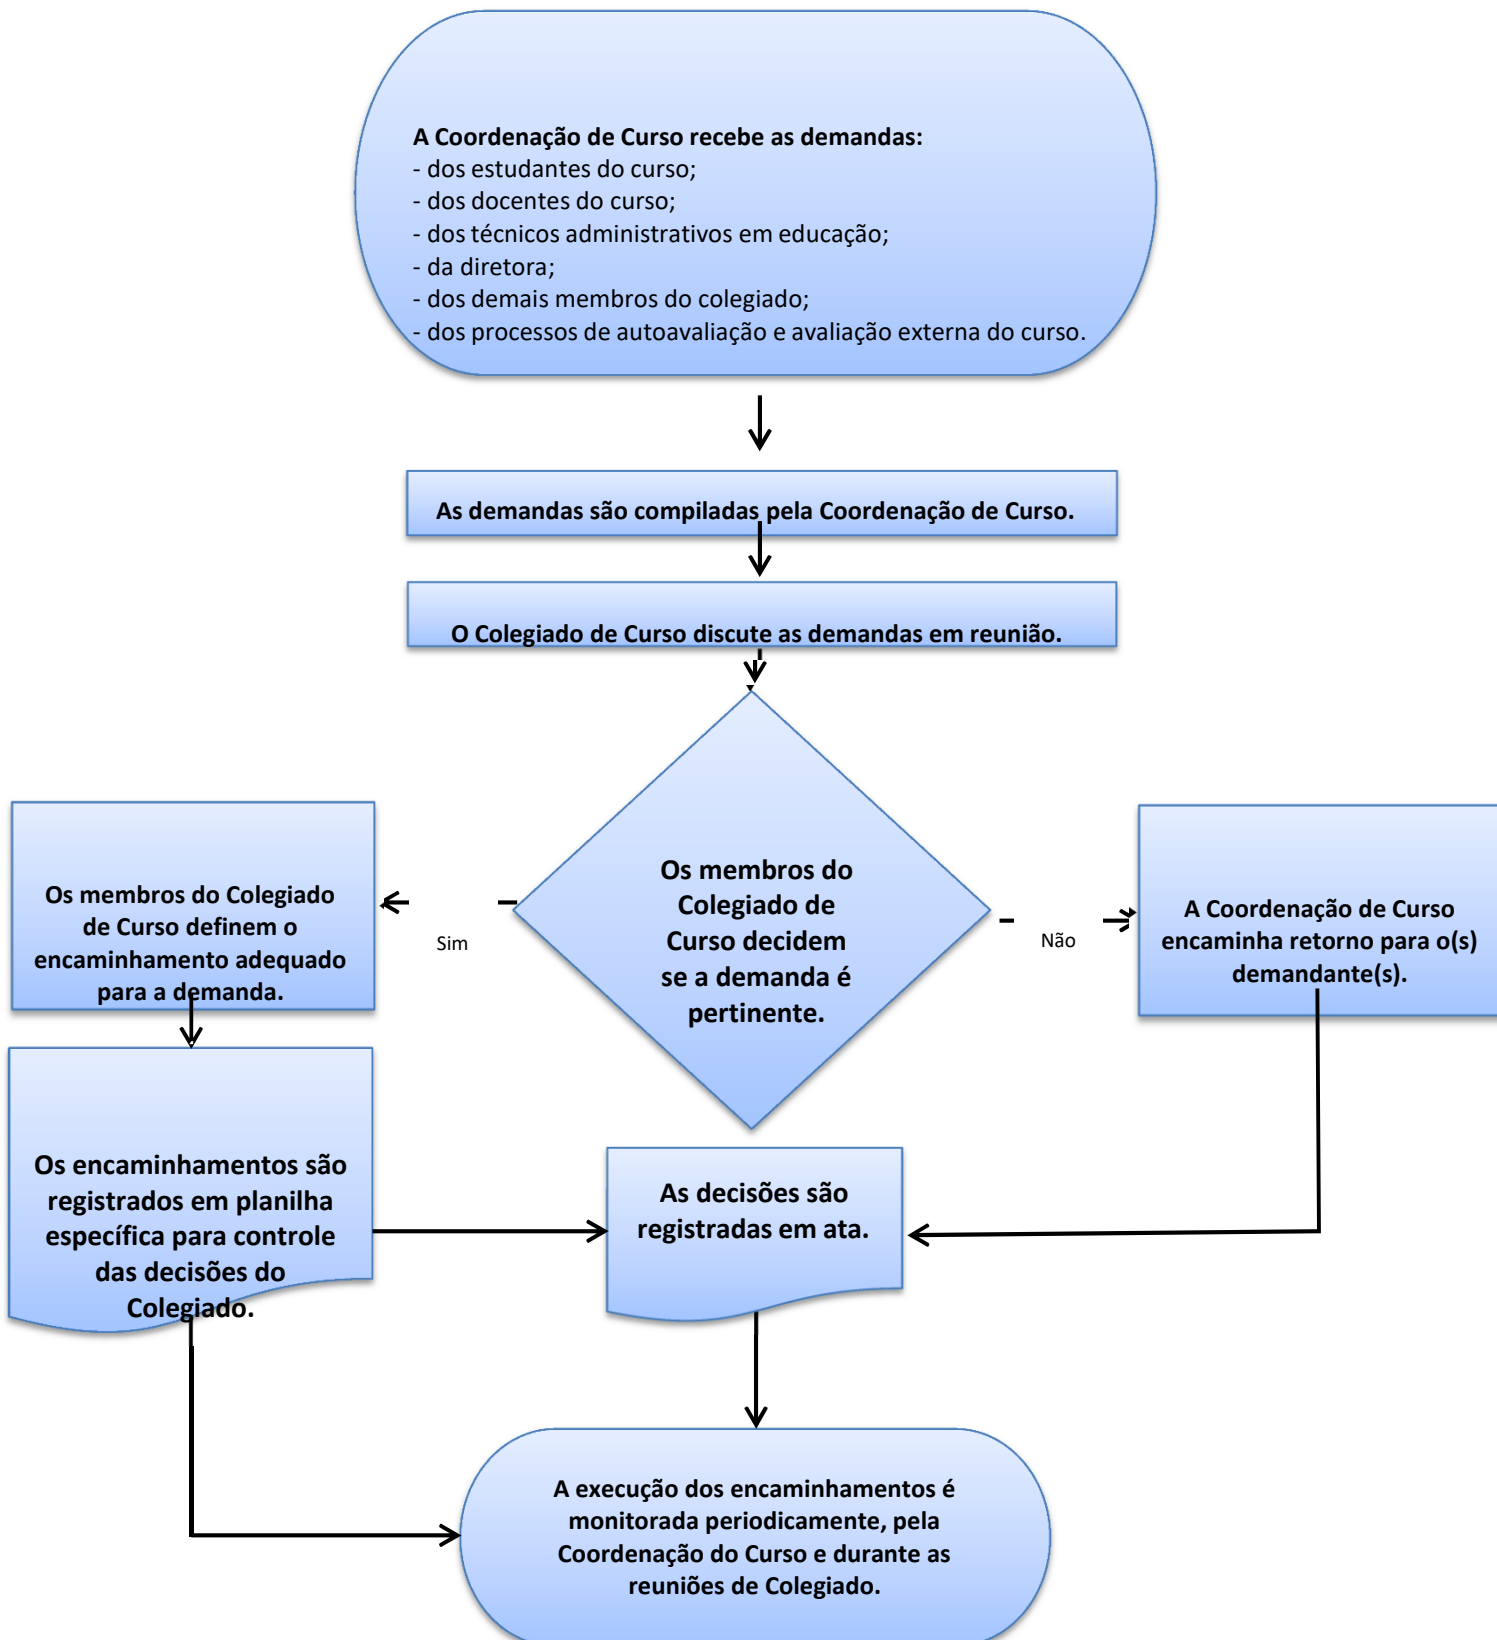 A Coordenação de Curso recebe as demandas:
- dos estudantes do curso;
- dos docentes do curso;
- dos técnicos administrativos em educação;
- da diretora;
- dos demais membros do colegiado;
- dos processos de autoavaliação e avaliação externa do curso.
As demandas são compiladas pela Coordenação de Curso.
O Colegiado de Curso discute as demandas em reunião.
Os membros do
Colegiado de
Curso decidem
se a demanda é
pertinente.
Sim
Não
Os membros do Colegiado
de Curso definem o
encaminhamento adequado
para a demanda.
A Coordenação de Curso
encaminha retorno para o(s)
demandante(s).
Os encaminhamentos são
registrados em planilha
específica para controle
das decisões do
Colegiado.
As decisões são
registradas em ata.
A execução dos encaminhamentos é
monitorada periodicamente, pela
Coordenação do Curso e durante as
reuniões de Colegiado.